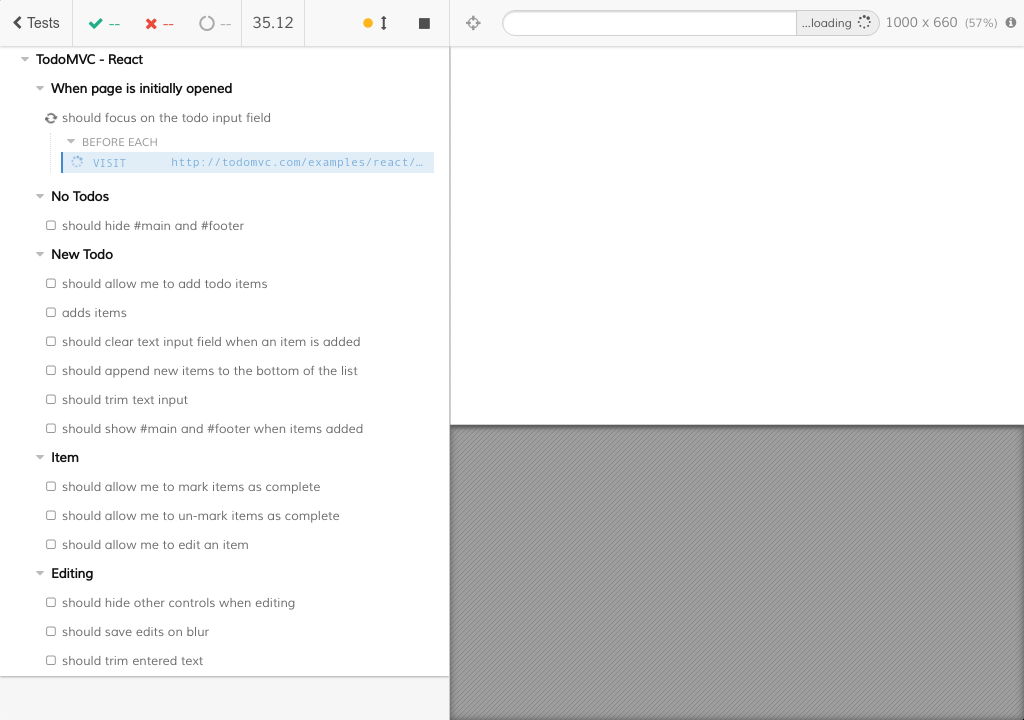 Tests -- -- -- 35.12
...loading 1000 x 660 (57%)
TodoMVC - React
When page is initially opened
should focus on the todo input field
BEFORE EACH
VISIT http://todomvc.com/examples/react/…
No Todos
should hide #main and #footer
New Todo
should allow me to add todo items
adds items
should clear text input field when an item is added
should append new items to the bottom of the list
should trim text input
should show #main and #footer when items added
Item
should allow me to mark items as complete
should allow me to un-mark items as complete
should allow me to edit an item
Editing
should hide other controls when editing
should save edits on blur
should trim entered text